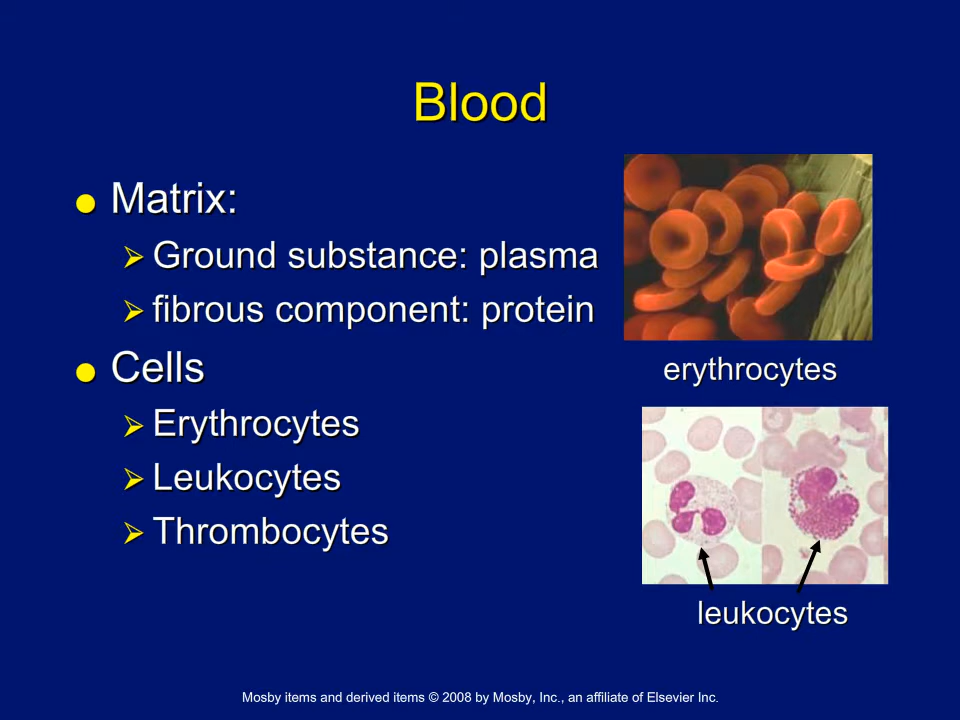 Blood
Matrix:
Ground substance: plasma
fibrous component: protein
Cells
Erythrocytes
Leukocytes
Thrombocytes
erythrocytes
leukocytes
Mosby items and derived items © 2008 by Mosby, Inc., an affiliate of Elsevier Inc.